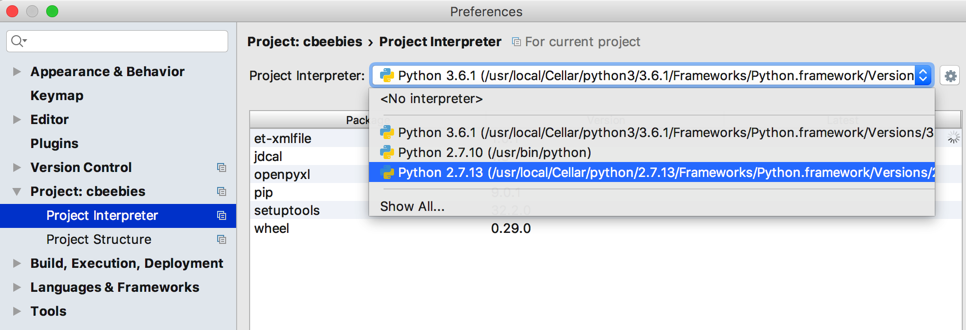 Preferences
Project: cbeebies › Project Interpreter For current project
Appearance & Behavior
Keymap
Editor
Plugins
Version Control
Project: cbeebies
Project Interpreter
Project Structure
Build, Execution, Deployment
Languages & Frameworks
Tools
Project Interpreter: Python 3.6.1 (/usr/local/Cellar/python3/3.6.1/Frameworks/Python.framework/Version
<No interpreter>
Python 3.6.1 (/usr/local/Cellar/python3/3.6.1/Frameworks/Python.framework/Versions/3
Python 2.7.10 (/usr/bin/python)
Python 2.7.13 (/usr/local/Cellar/python/2.7.13/Frameworks/Python.framework/Versions/2
Show All...
Pack
et-xmlfile
jdcal
openpyxl
pip 9.0.1
setuptools
wheel 0.29.0